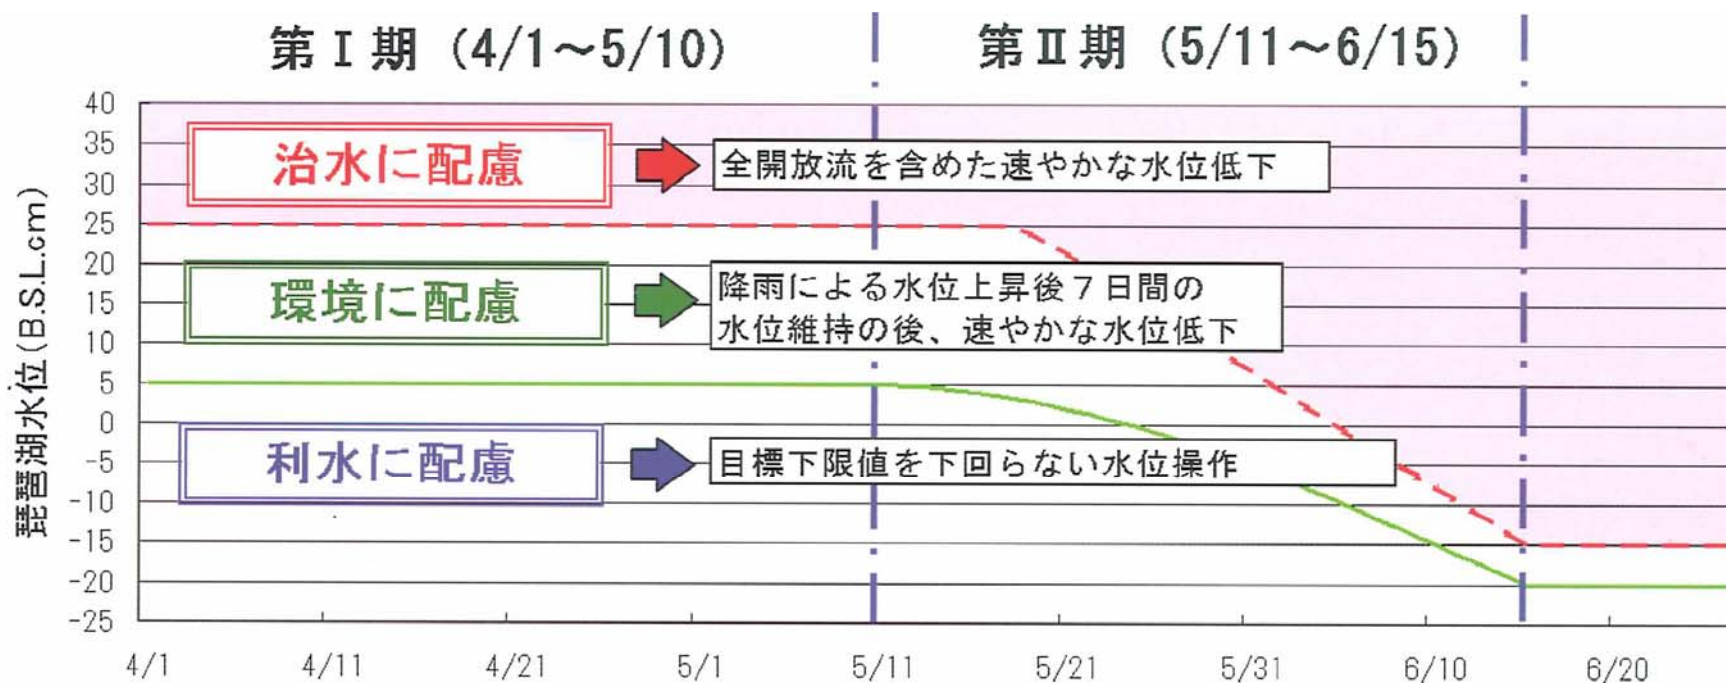 第Ⅰ期（4/1～5/10）
第Ⅱ期（5/11～6/15）
琵琶湖水位(B.S.L.cm)
40
35
30
25
20
15
10
5
0
-5
-10
-15
-20
-25
治水に配慮
全開放流を含めた速やかな水位低下
環境に配慮
降雨による水位上昇後７日間の
水位維持の後、速やかな水位低下
利水に配慮
目標下限値を下回らない水位操作
4/1
4/11
4/21
5/1
5/11
5/21
5/31
6/10
6/20